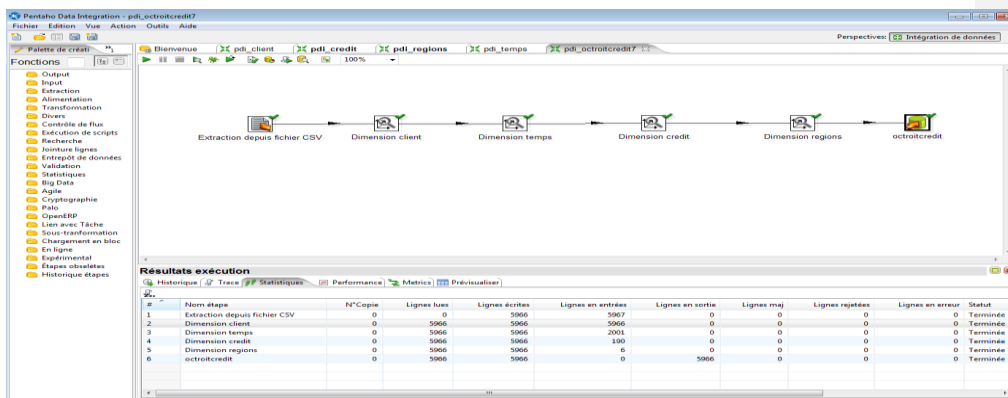 Pentaho Data Integration - pdi_octroitcredit7
Fichier Edition Vue Action Outils Aide
Perspectives: Intégration de données
Palette de créati
Bienvenue pdi_client pdi_credit pdi_regions pdi_temps pdi_octroitcredit7
Fonctions
100%
Output
Input
Extraction
Alimentation
Transformation
Divers
Contrôle de flux
Exécution de scripts
Recherche
Jointure lignes
Entrepôt de données
Validation
Statistiques
Big Data
Agile
Cryptographie
Palo
OpenERP
Lien avec Tâche
Sous-tranformation
Chargement en bloc
En ligne
Expérimental
Étapes obselètes
Historique étapes
Extraction depuis fichier CSV Dimension client Dimension temps Dimension credit Dimension regions octroitcredit
Résultats exécution
Historique Trace Statistiques Performance Metrics Prévisualiser
# Nom étape N°Copie Lignes lues Lignes écrites Lignes en entrées Lignes en sortie Lignes maj Lignes rejetées Lignes en erreur Statut
1 Extraction depuis fichier CSV 0 0 5966 5967 0 0 0 0 Terminée
2 Dimension client 0 5966 5966 5966 0 0 0 0 Terminée
3 Dimension temps 0 5966 5966 2001 0 0 0 0 Terminée
4 Dimension credit 0 5966 5966 190 0 0 0 0 Terminée
5 Dimension regions 0 5966 5966 6 0 0 0 0 Terminée
6 octroitcredit 0 5966 5966 0 5966 0 0 0 Terminée